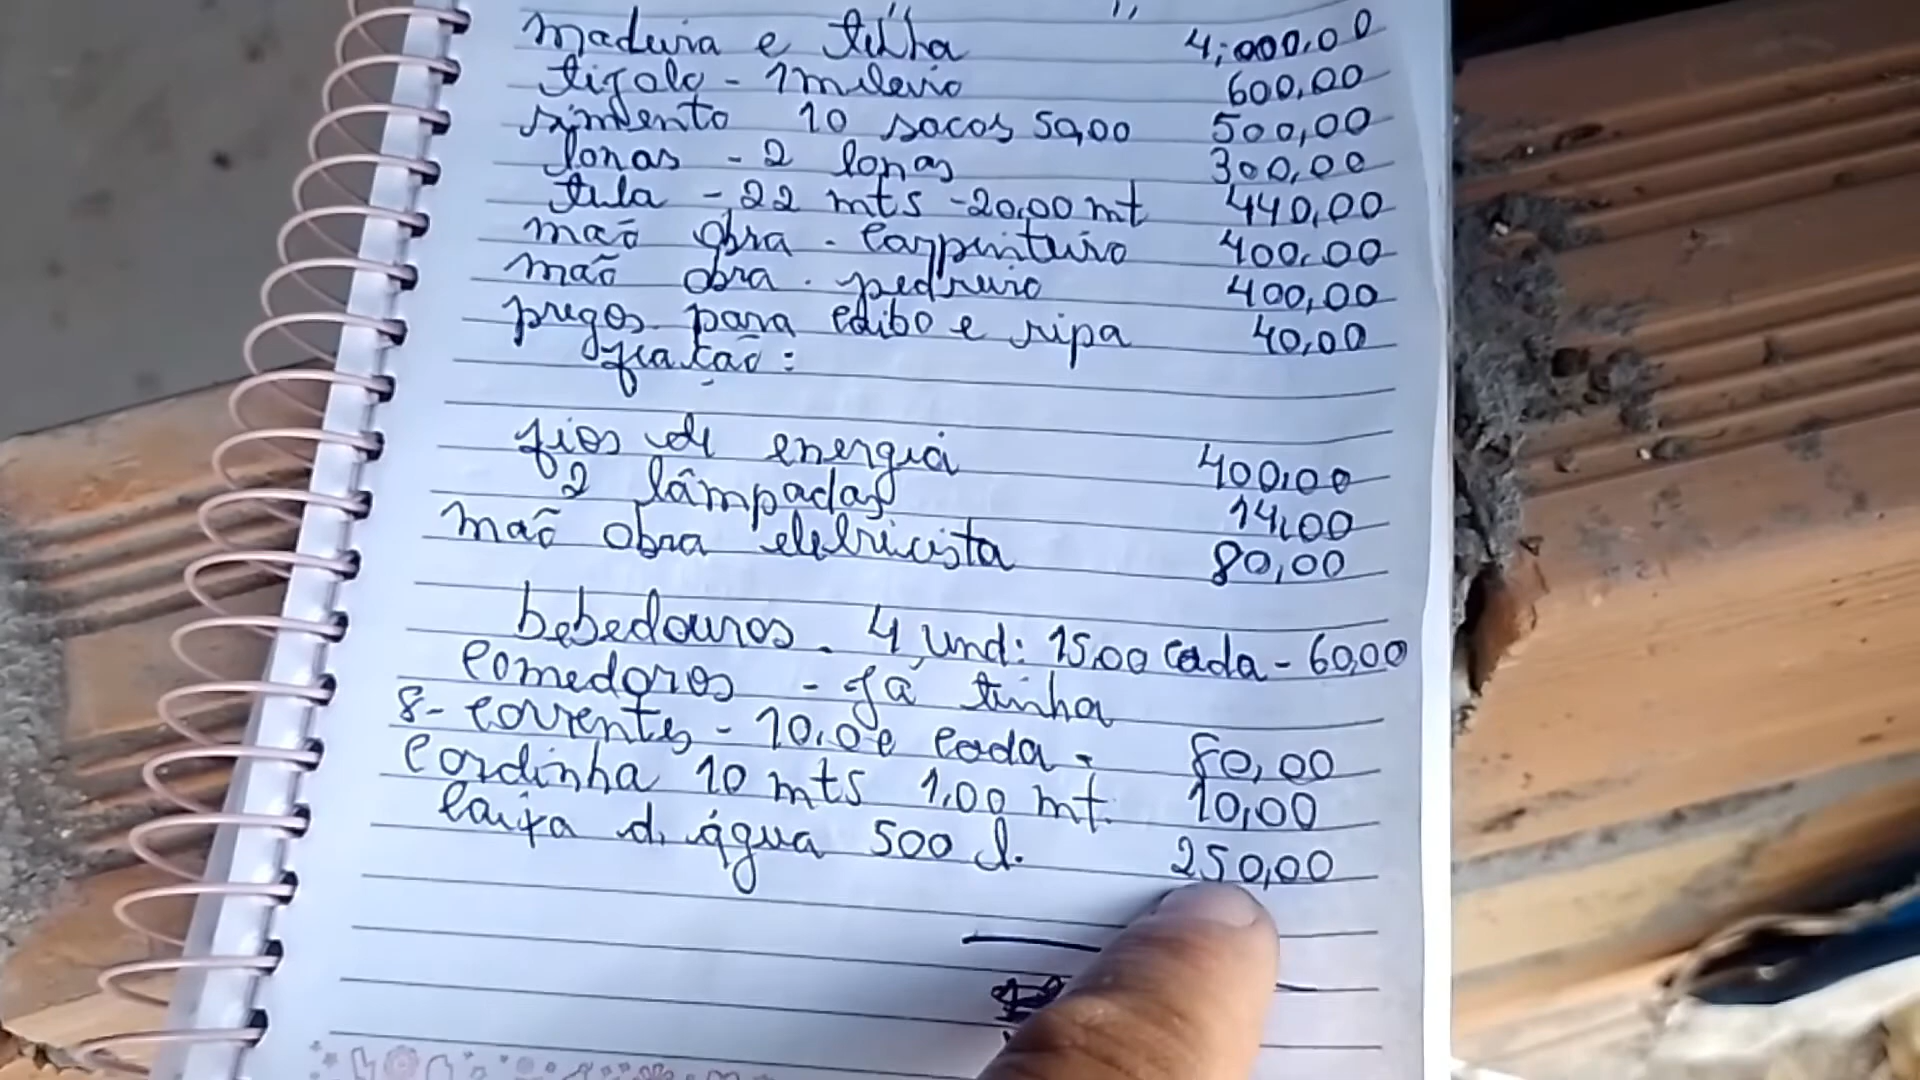 madeira e telha 4.000,00
tijolo - 1 mileiro 600,00
simento 10 sacos 50,00 500,00
lonas - 2 lonas 300,00
tela - 22 mts - 20,00 mt 440,00
mão obra - carpinteiro 400,00
mão obra - pedreiro 400,00
pregos para caibo e ripa 40,00
fiação:
fios de energia 400,00
2 lâmpadas 14,00
mão obra eletricista 80,00
bebedouros - 4 und: 15,00 cada - 60,00
comedoros - já tinha
8 - correntes - 10,00 cada - 80,00
Cordinha 10 mts 1,00 mt. 10,00
caixa d. água 500 l. 250,00